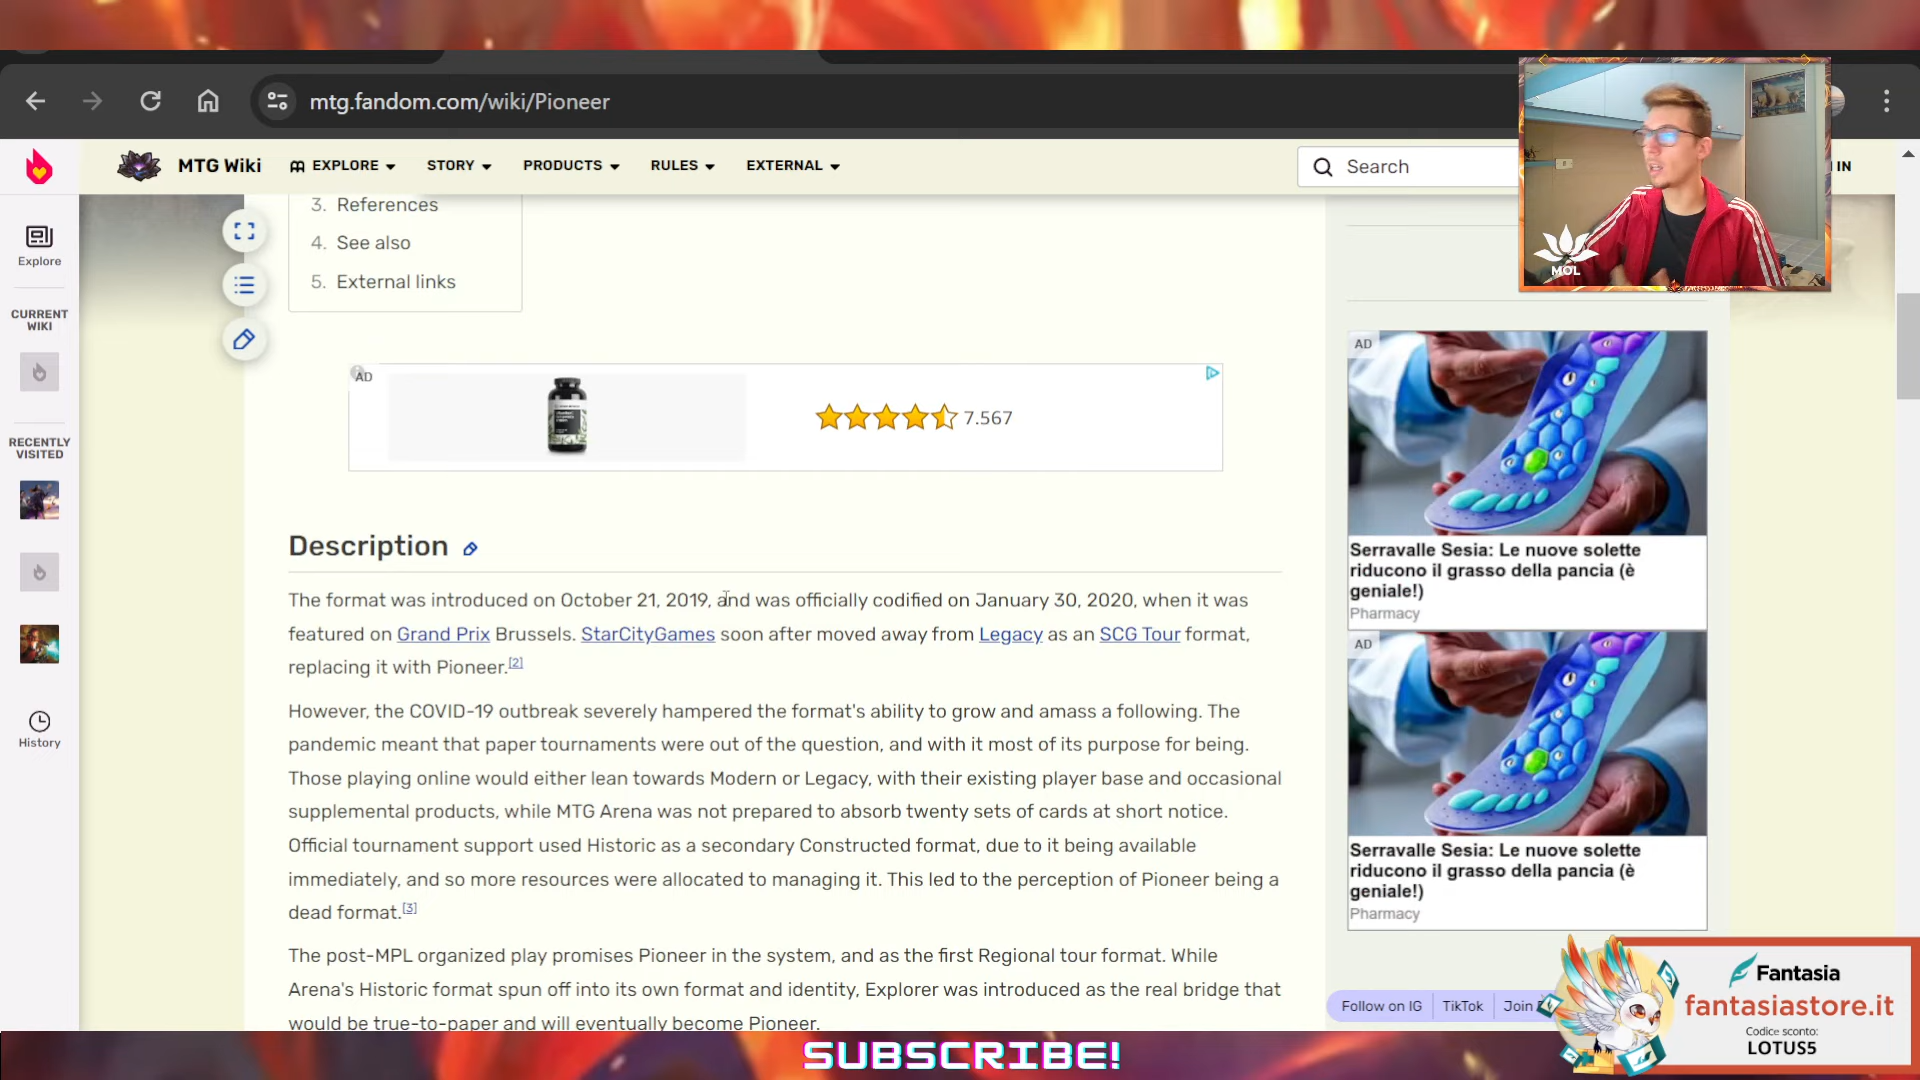 mtg.fandom.com/wiki/Pioneer
MTG Wiki
EXPLORE
STORY
PRODUCTS
RULES
EXTERNAL
Search
IN
MOL
Explore
CURRENT
WIKI
RECENTLY
VISITED
History
3. References
4. See also
5. External links
AD
7.567
Description
The format was introduced on October 21, 2019, and was officially codified on January 30, 2020, when it was
featured on Grand Prix Brussels. StarCityGames soon after moved away from Legacy as an SCG Tour format,
replacing it with Pioneer.[2]
However, the COVID-19 outbreak severely hampered the format's ability to grow and amass a following. The
pandemic meant that paper tournaments were out of the question, and with it most of its purpose for being.
Those playing online would either lean towards Modern or Legacy, with their existing player base and occasional
supplemental products, while MTG Arena was not prepared to absorb twenty sets of cards at short notice.
Official tournament support used Historic as a secondary Constructed format, due to it being available
immediately, and so more resources were allocated to managing it. This led to the perception of Pioneer being a
dead format.[3]
The post-MPL organized play promises Pioneer in the system, and as the first Regional tour format. While
Arena's Historic format spun off into its own format and identity, Explorer was introduced as the real bridge that
would be true-to-paper and will eventually become Pioneer.
AD
Serravalle Sesia: Le nuove solette
riducono il grasso della pancia (è
geniale!)
Pharmacy
AD
Serravalle Sesia: Le nuove solette
riducono il grasso della pancia (è
geniale!)
Pharmacy
Follow on IG
TikTok
Join
Fantasia
fantasiastore.it
Codice sconto:
LOTUS5
SUBSCRIBE!